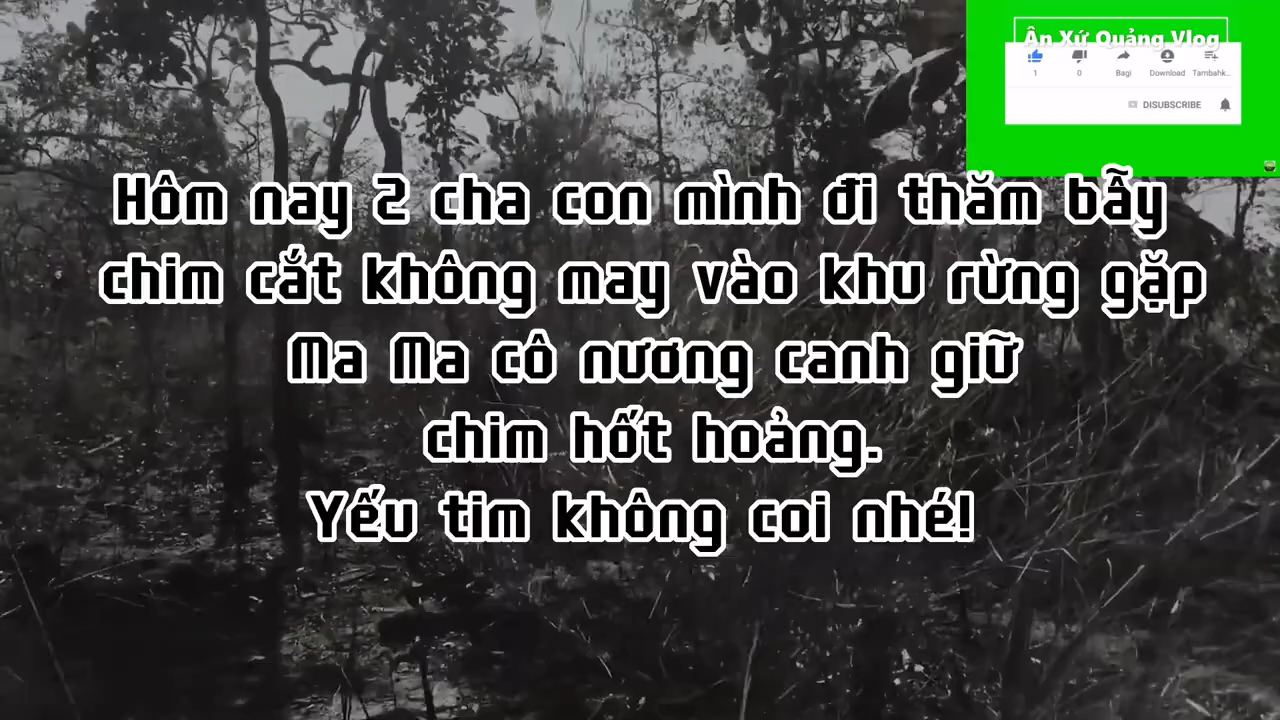 Ân Xứ Quảng Vlog
1 0 Bagi Download Tambahk...
DISUBSCRIBE
Hôm nay 2 cha con mình đi thăm bẫy
chim cắt không may vào khu rừng gặp
Ma Ma cô nương canh giữ
chim hốt hoảng.
Yếu tim không coi nhé!